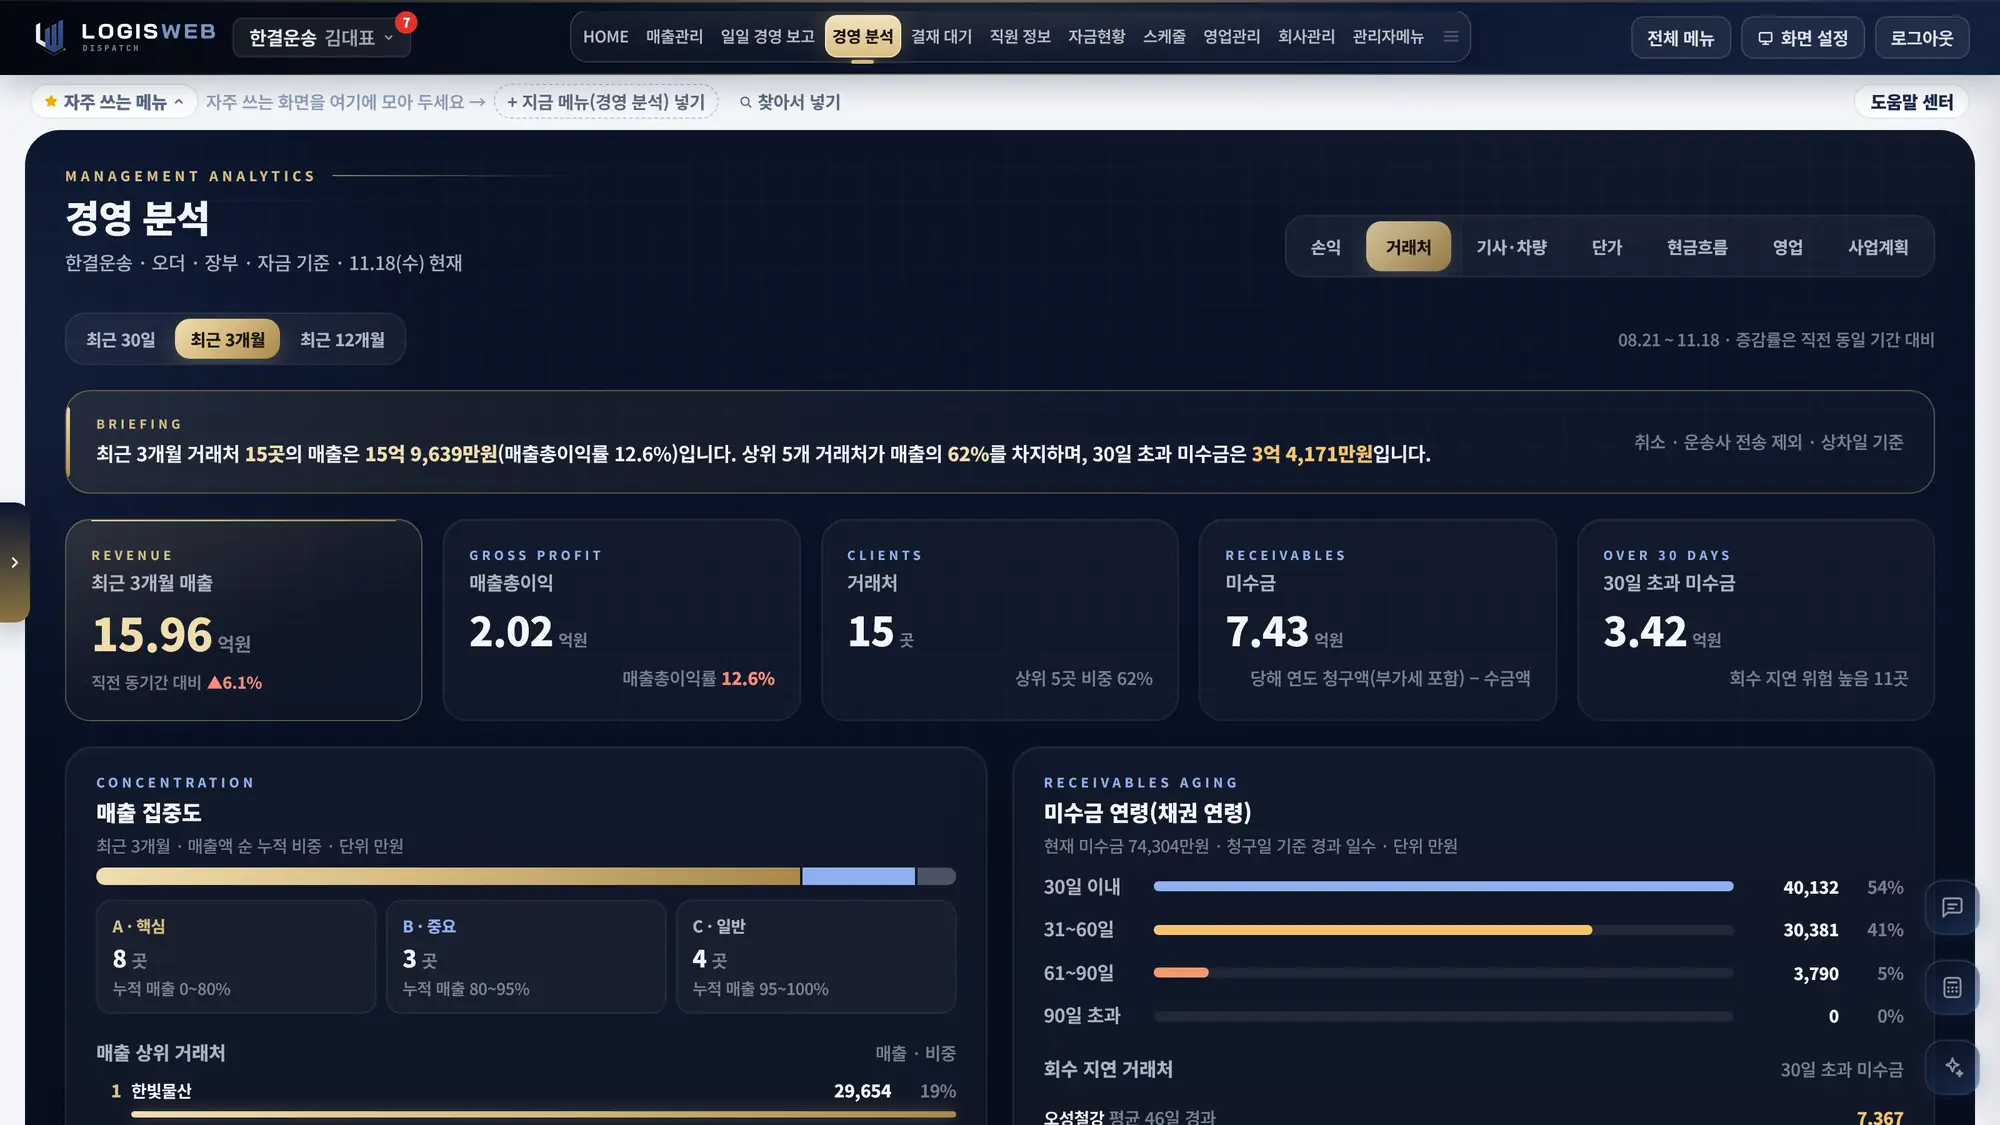 LOGISWEB
DISPATCH
한결운송 김대표
7
HOME 매출관리 일일 경영 보고 경영 분석 결재 대기 직원 정보 자금현황 스케줄 영업관리 회사관리 관리자메뉴
전체 메뉴
화면 설정
로그아웃
자주 쓰는 메뉴
자주 쓰는 화면을 여기에 모아 두세요 →
+ 지금 메뉴(경영 분석) 넣기
찾아서 넣기
도움말 센터
MANAGEMENT ANALYTICS
경영 분석
한결운송 · 오더 · 장부 · 자금 기준 · 11.18(수) 현재
손익 거래처 기사·차량 단가 현금흐름 영업 사업계획
최근 30일 최근 3개월 최근 12개월
08.21 ~ 11.18 · 증감률은 직전 동일 기간 대비
BRIEFING
최근 3개월 거래처 15곳의 매출은 15억 9,639만원(매출총이익률 12.6%)입니다. 상위 5개 거래처가 매출의 62%를 차지하며, 30일 초과 미수금은 3억 4,171만원입니다.
취소 · 운송사 전송 제외 · 상차일 기준
REVENUE
최근 3개월 매출
15.96 억원
직전 동기간 대비 ▲6.1%
GROSS PROFIT
매출총이익
2.02 억원
매출총이익률 12.6%
CLIENTS
거래처
15 곳
상위 5곳 비중 62%
RECEIVABLES
미수금
7.43 억원
당해 연도 청구액(부가세 포함) − 수금액
OVER 30 DAYS
30일 초과 미수금
3.42 억원
회수 지연 위험 높음 11곳
CONCENTRATION
매출 집중도
최근 3개월 · 매출액 순 누적 비중 · 단위 만원
A · 핵심
8 곳
누적 매출 0~80%
B · 중요
3 곳
누적 매출 80~95%
C · 일반
4 곳
누적 매출 95~100%
매출 상위 거래처 매출 · 비중
1 한빛물산 29,654 19%
RECEIVABLES AGING
미수금 연령(채권 연령)
현재 미수금 74,304만원 · 청구일 기준 경과 일수 · 단위 만원
30일 이내 40,132 54%
31~60일 30,381 41%
61~90일 3,790 5%
90일 초과 0 0%
회수 지연 거래처 30일 초과 미수금
오성철강 평균 46일 경과 7,367